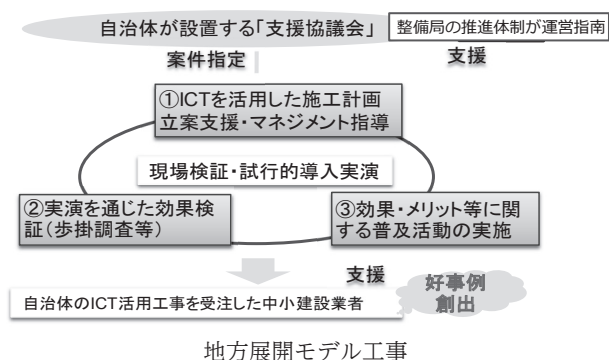 自治体が設置する「支援協議会」
整備局の推進体制が運営指南
案件指定
支援
①ICTを活用した施工計画
立案支援・マネジメント指導
現場検証・試行的導入実演
②実演を通じた効果検
証(歩掛調査等)
③効果・メリット等に関
する普及活動の実施
支援
好事例
創出
自治体のICT活用工事を受注した中小建設業者
地方展開モデル工事